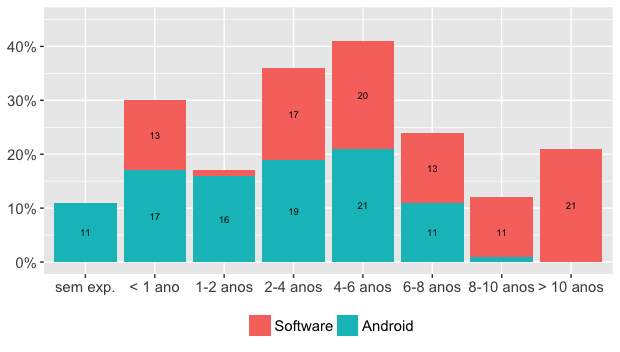 40%
30%
20%
10%
0%
20
17
13
13
21
19
17
16
11
11
11
21
sem exp.
< 1 ano
1-2 anos
2-4 anos
4-6 anos
6-8 anos
8-10 anos
> 10 anos
Software
Android